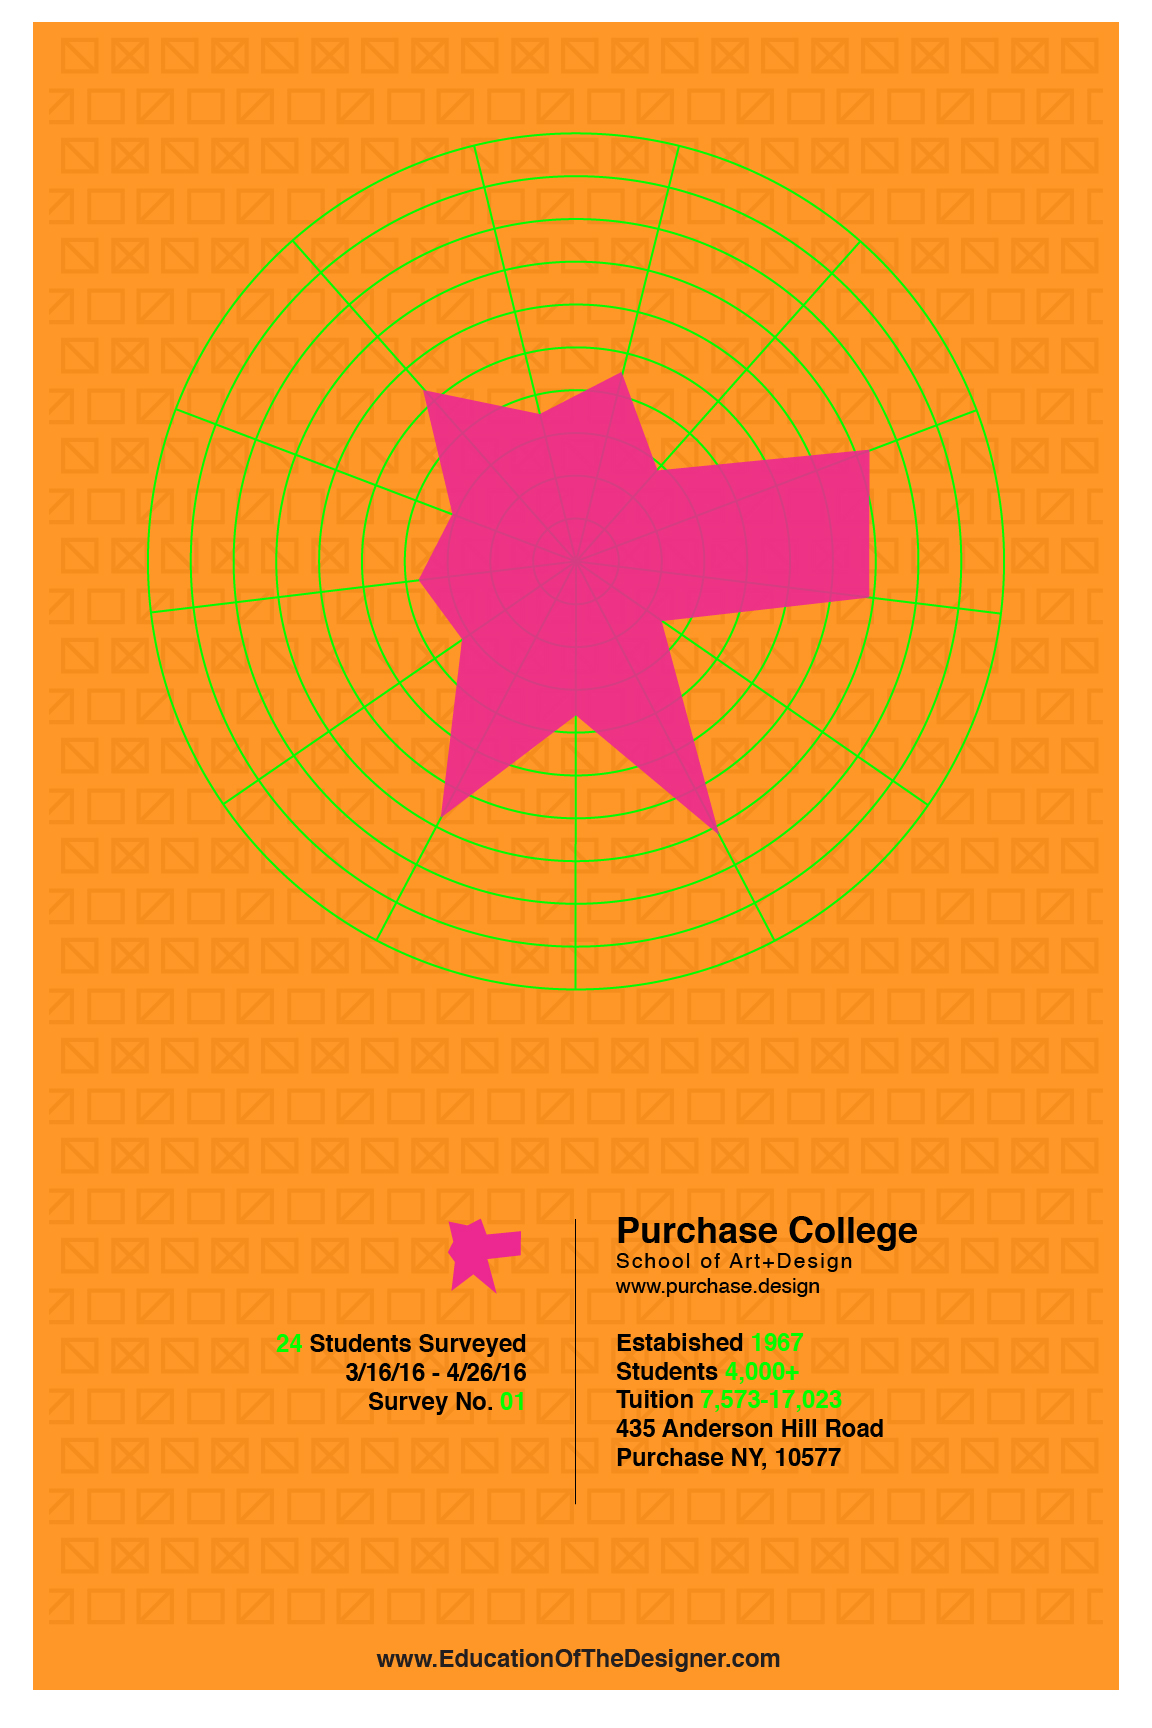 24 Students Surveyed
3/16/16 - 4/26/16
Survey No. 01
Purchase College
School of Art+Design
www.purchase.design
Estabished 1967
Students 4,000+
Tuition 7,573-17,023
435 Anderson Hill Road
Purchase NY, 10577
www.EducationOfTheDesigner.com